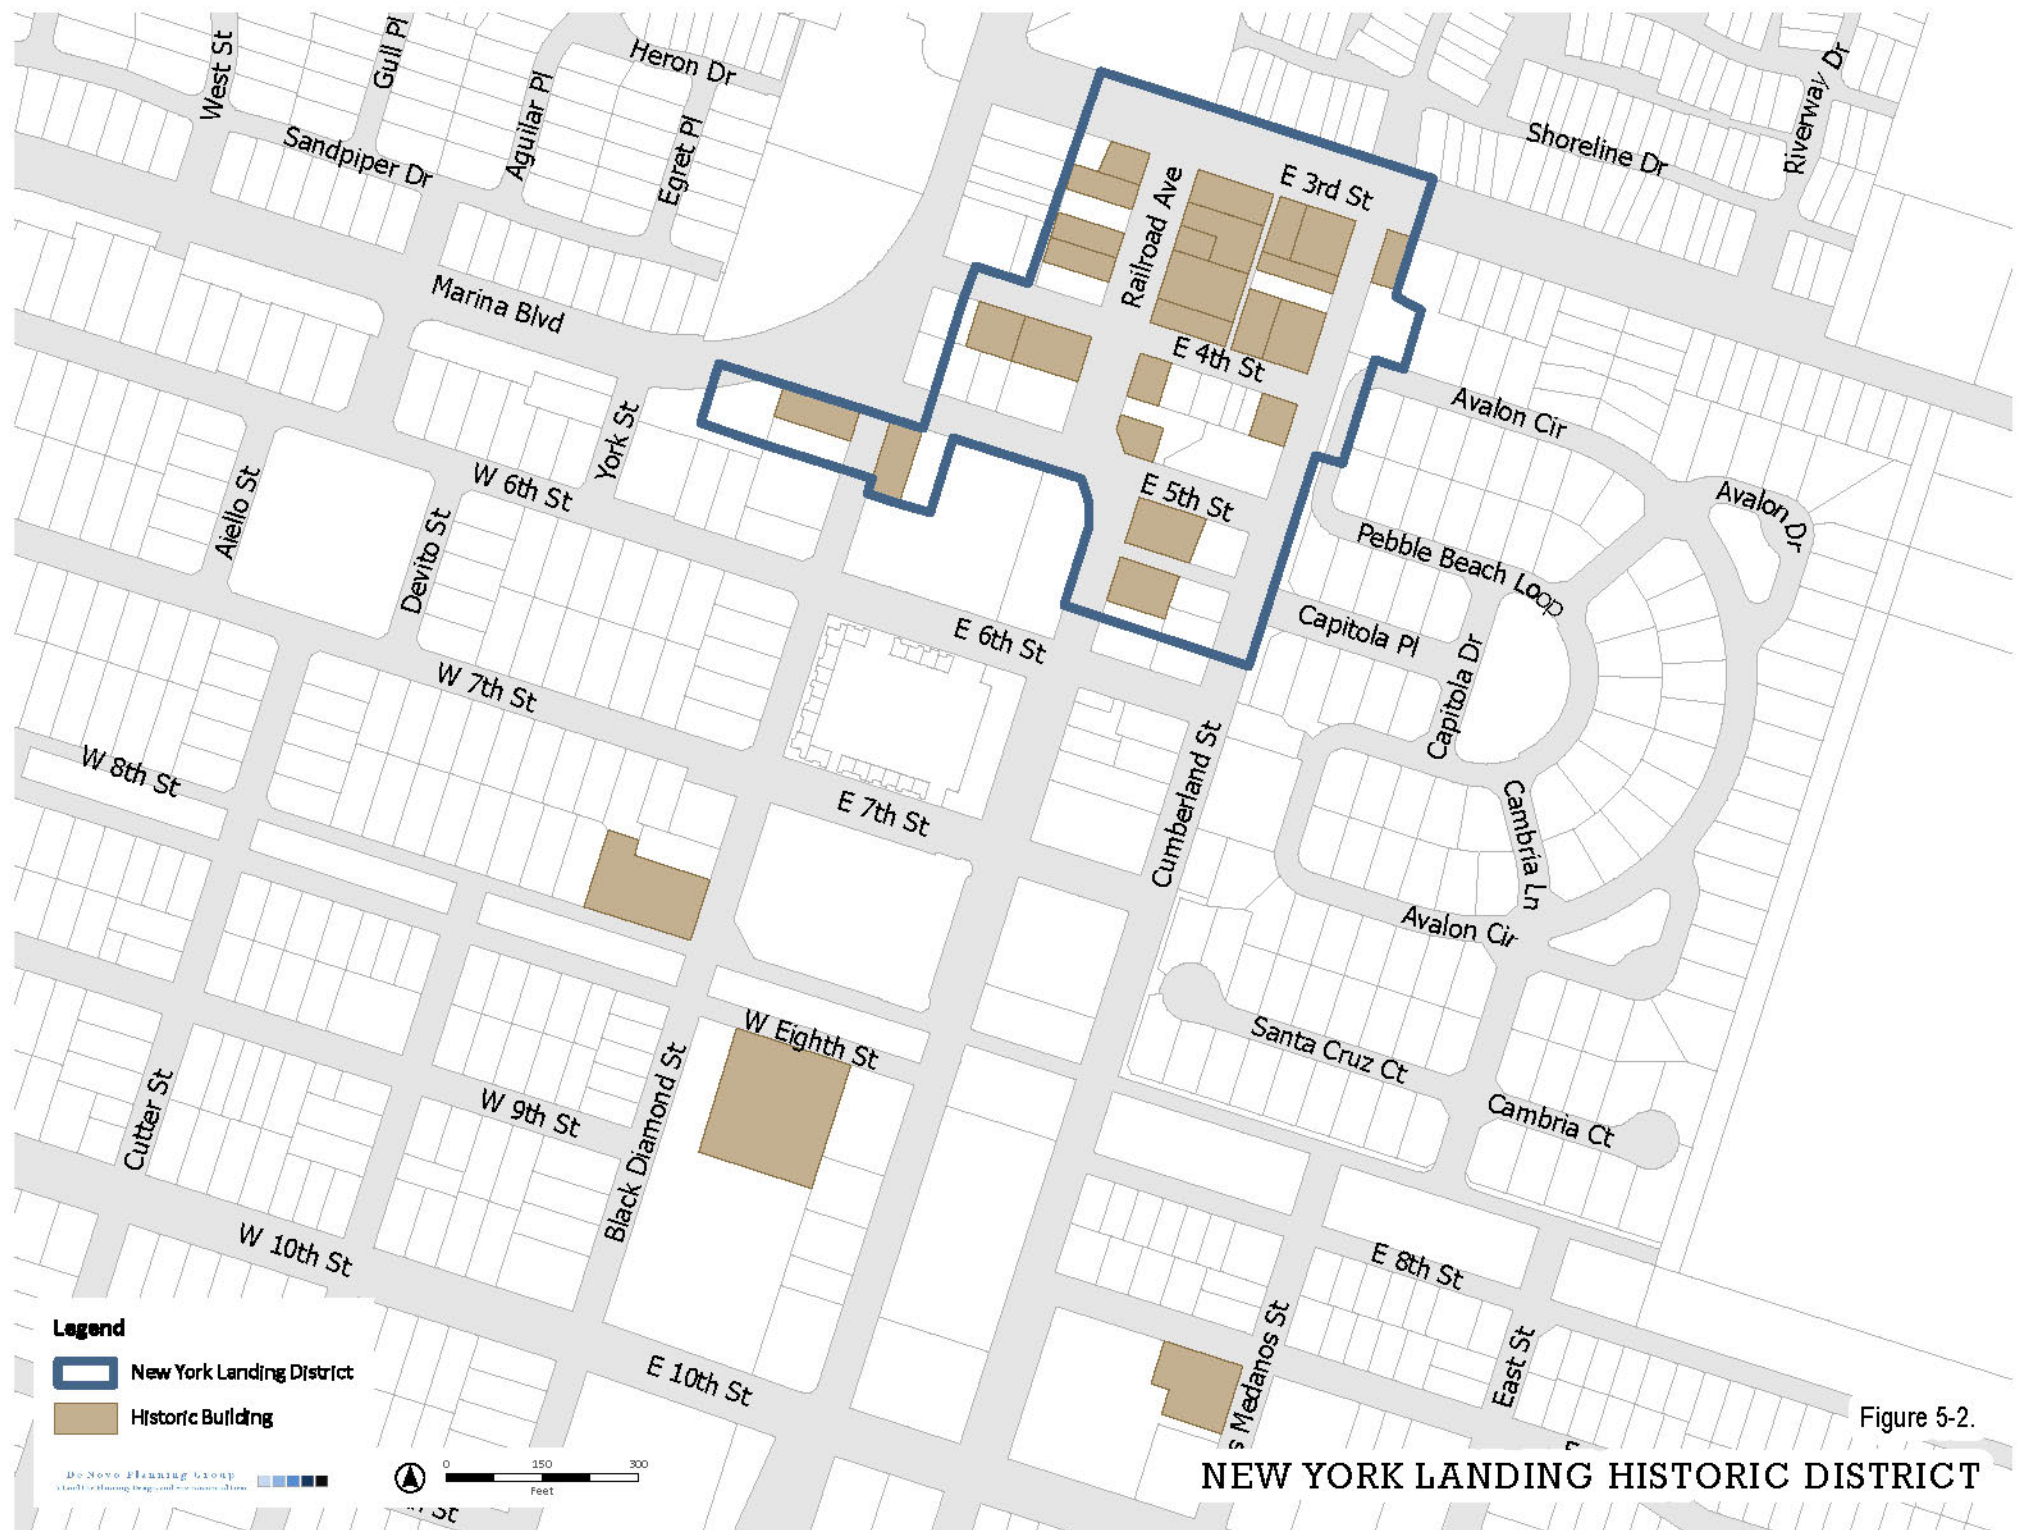 West St
Gull Pl
Aguilar Pl
Heron Dr
Egret Pl
Sandpiper Dr
Riverway Dr
Shoreline Dr
E 3rd St
Railroad Ave
Marina Blvd
E 4th St
Avalon Cir
York St
W 6th St
Aiello St
Devito St
E 5th St
Avalon Dr
Pebble Beach Loop
Capitola Pl
E 6th St
Capitola Dr
W 7th St
W 8th St
E 7th St
Cumberland St
Cambria Ln
Avalon Cir
W Eighth St
Santa Cruz Ct
Cambria Ct
Cutter St
W 9th St
Black Diamond St
W 10th St
E 8th St
E 10th St
s Medanos St
East St
Legend
New York Landing District
Historic Building
De Novo Planning Group
0 150 300
Feet
St
Figure 5-2.
NEW YORK LANDING HISTORIC DISTRICT